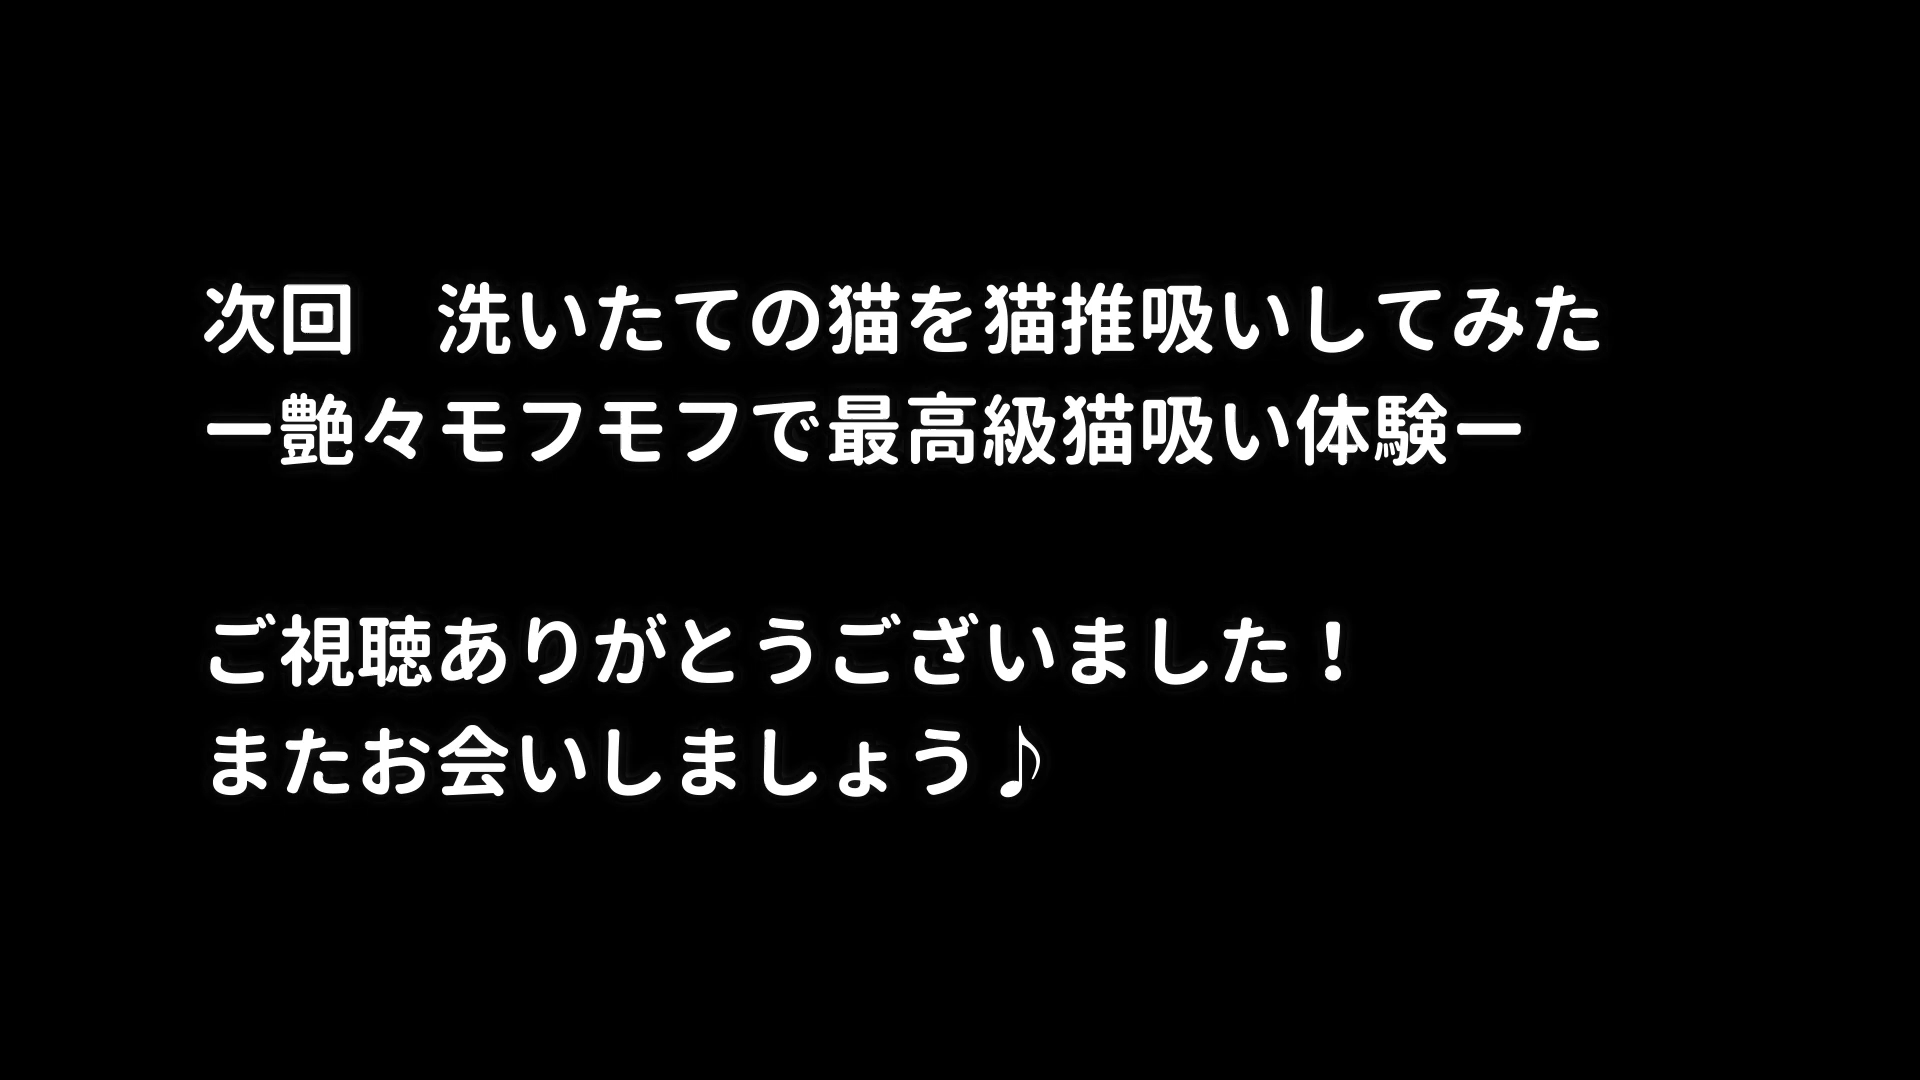 次回　洗いたての猫を猫推吸いしてみた
ー艶々モフモフで最高級猫吸い体験ー
ご視聴ありがとうございました！
またお会いしましょう♪